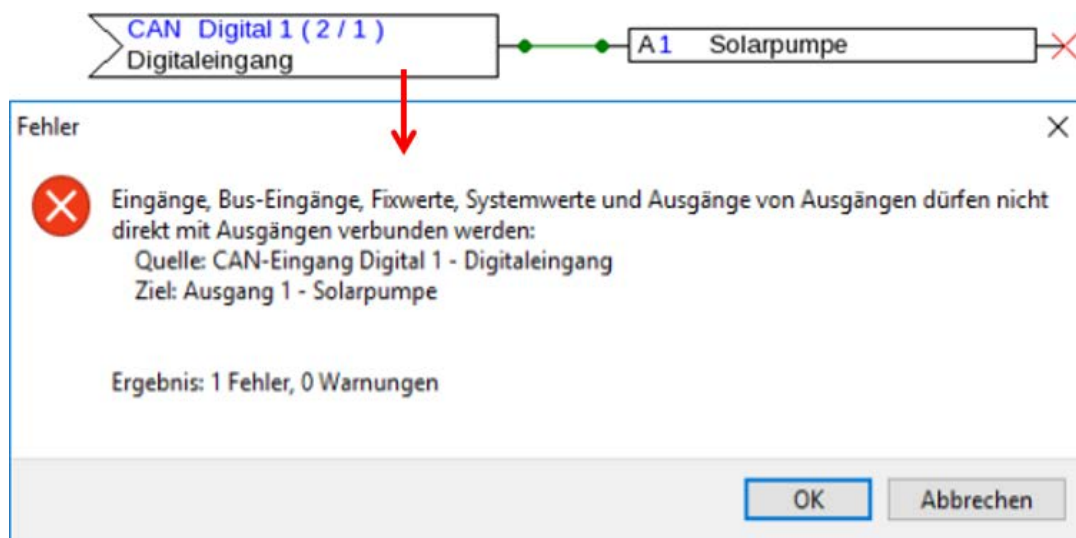 CAN Digital 1 ( 2 / 1 )
Digitaleingang
A1 Solarpumpe
Fehler
Eingänge, Bus-Eingänge, Fixwerte, Systemwerte und Ausgänge von Ausgängen dürfen nicht
direkt mit Ausgängen verbunden werden:
Quelle: CAN-Eingang Digital 1 - Digitaleingang
Ziel: Ausgang 1 - Solarpumpe
Ergebnis: 1 Fehler, 0 Warnungen
OK Abbrechen